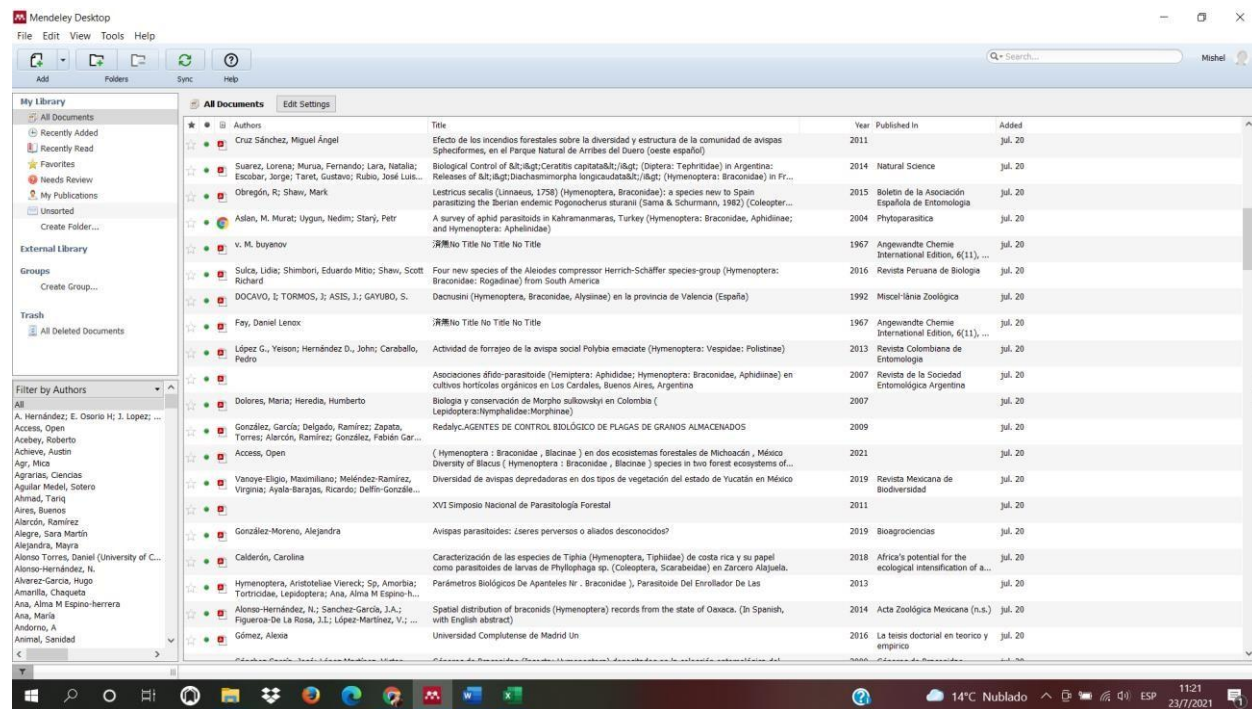 Mendeley Desktop
File Edit View Tools Help
Add Folders Sync Help
Search...
Mishel
My Library
All Documents
Recently Added
Recently Read
Favorites
Needs Review
My Publications
Unsorted
Create Folder...
External Library
Groups
Create Group...
Trash
All Deleted Documents
Filter by Authors
All
A. Hernández; E. Osorio H; J. Lopez; ...
Access, Open
Acebey, Roberto
Achieve, Austin
Agr, Mica
Agrarias, Ciencias
Aguilar Medel, Sotero
Ahmad, Tariq
Aires, Buenos
Alarcón, Ramírez
Alegre, Sara Martín
Alejandra, Mayra
Alonso Torres, Daniel (University of C...
Alonso-Hernández, N.
Alvarez-Garcia, Hugo
Amarilla, Chaqueta
Ana, Alma M Espino-herrera
Ana, María
Andorno, A
Animal, Sanidad
All Documents Edit Settings
Authors Title Year Published In Added
Cruz Sánchez, Miguel Ángel Efecto de los incendios forestales sobre la diversidad y estructura de la comunidad de avispas 2011 jul. 20
Spheciformes, en el Parque Natural de Arribes del Duero (oeste español)
Suarez, Lorena; Murua, Fernando; Lara, Natalia; Biological Control of &lt;i&gt;Ceratitis capitata&lt;/i&gt; (Diptera: Tephritidae) in Argentina: 2014 Natural Science jul. 20
Escobar, Jorge; Taret, Gustavo; Rubio, José Luis... Releases of &lt;i&gt;Diachasmimorpha longicaudata&lt;/i&gt; (Hymenoptera: Braconidae) in Fr...
Obregón, R; Shaw, Mark Lestricus secalis (Linnaeus, 1758) (Hymenoptera, Braconidae): a species new to Spain 2015 Boletin de la Asociación jul. 20
parasitizing the Iberian endemic Pogonocherus sturanii (Sama & Schurmann, 1982) (Coleopter... Española de Entomologia
Aslan, M. Murat; Uygun, Nedim; Starý, Petr A survey of aphid parasitoids in Kahramanmaras, Turkey (Hymenoptera: Braconidae, Aphidiinae; 2004 Phytoparasitica jul. 20
and Hymenoptera: Aphelinidae)
v. M. buyanov 済無No Title No Title No Title 1967 Angewandte Chemie jul. 20
International Edition, 6(11), ...
Sulca, Lidia; Shimbori, Eduardo Mitio; Shaw, Scott Four new species of the Aleiodes compressor Herrich-Schäffer species-group (Hymenoptera: 2016 Revista Peruana de Biologia jul. 20
Richard Braconidae: Rogadinae) from South America
DOCAVO, I; TORMOS, J; ASIS, J.; GAYUBO, S. Dacnusini (Hymenoptera, Braconidae, Alysiinae) en la provincia de Valencia (España) 1992 Miscel·lània Zoològica jul. 20
Fay, Daniel Lenox 済無No Title No Title No Title 1967 Angewandte Chemie jul. 20
International Edition, 6(11), ...
López G., Yeison; Hernández D., John; Caraballo, Actividad de forrajeo de la avispa social Polybia emaciate (Hymenoptera: Vespidae: Polistinae) 2013 Revista Colombiana de jul. 20
Pedro Entomologia
Asociaciones áfido-parasitoide (Hemiptera: Aphididae; Hymenoptera: Braconidae, Aphidiinae) en 2007 Revista de la Sociedad jul. 20
cultivos hortícolas orgánicos en Los Cardales, Buenos Aires, Argentina Entomológica Argentina
Dolores, Maria; Heredia, Humberto Biologia y conservación de Morpho sulkowskyi en Colombia ( 2007 jul. 20
Lepidoptera:Nymphalidae:Morphinae)
González, García; Delgado, Ramírez; Zapata, Redalyc.AGENTES DE CONTROL BIOLÓGICO DE PLAGAS DE GRANOS ALMACENADOS 2009 jul. 20
Torres; Alarcón, Ramírez; González, Fabián Gar...
Access, Open ( Hymenoptera : Braconidae , Blacinae ) en dos ecosistemas forestales de Michoacán , México 2021 jul. 20
Diversity of Blacus ( Hymenoptera : Braconidae , Blacinae ) species in two forest ecosystems of...
Vanoye-Eligio, Maximiliano; Meléndez-Ramírez, Diversidad de avispas depredadoras en dos tipos de vegetación del estado de Yucatán en México 2019 Revista Mexicana de jul. 20
Virginia; Ayala-Barajas, Ricardo; Delfín-Gonzále... Biodiversidad
XVI Simposio Nacional de Parasitología Forestal 2011 jul. 20
González-Moreno, Alejandra Avispas parasitoides: ¿seres perversos o aliados desconocidos? 2019 Bioagrociencias jul. 20
Calderón, Carolina Caracterización de las especies de Tiphia (Hymenoptera, Tiphiidae) de costa rica y su papel 2018 Africa's potential for the jul. 20
como parasitoides de larvas de Phyllophaga sp. (Coleoptera, Scarabeidae) en Zarcero Alajuela. ecological intensification of a...
Hymenoptera, Aristoteliae Viereck; Sp, Amorbia; Parámetros Biológicos De Apanteles Nr . Braconidae ), Parasitoide Del Enrollador De Las 2013 jul. 20
Tortricidae, Lepidoptera; Ana, Alma M Espino-h...
Alonso-Hernández, N.; Sanchez-García, J.A.; Spatial distribution of braconids (Hymenoptera) records from the state of Oaxaca. (In Spanish, 2014 Acta Zoológica Mexicana (n.s.) jul. 20
Figueroa-De La Rosa, J.I.; López-Martínez, V.; ... with English abstract)
Gómez, Alexia Universidad Complutense de Madrid Un 2016 La teisis doctorial en teorico y jul. 20
empirico
14°C Nublado ESP 11:21
23/7/2021